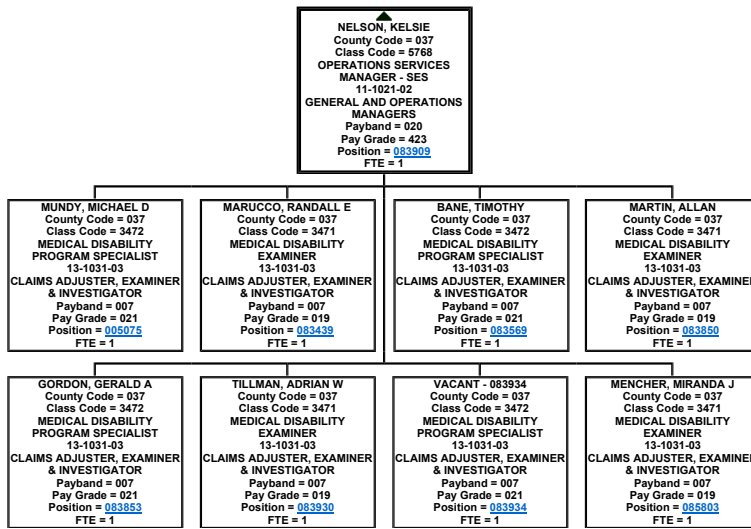 NELSON, KELSIE
County Code = 037
Class Code = 5768
OPERATIONS SERVICES
MANAGER - SES
11-1021-02
GENERAL AND OPERATIONS
MANAGERS
Payband = 020
Pay Grade = 423
Position = 083909
FTE = 1
MUNDY, MICHAEL D
County Code = 037
Class Code = 3472
MEDICAL DISABILITY
PROGRAM SPECIALIST
13-1031-03
CLAIMS ADJUSTER, EXAMINER
& INVESTIGATOR
Payband = 007
Pay Grade = 021
Position = 005075
FTE = 1
MARUCCO, RANDALL E
County Code = 037
Class Code = 3471
MEDICAL DISABILITY
EXAMINER
13-1031-03
CLAIMS ADJUSTER, EXAMINER
& INVESTIGATOR
Payband = 007
Pay Grade = 019
Position = 083439
FTE = 1
BANE, TIMOTHY
County Code = 037
Class Code = 3472
MEDICAL DISABILITY
PROGRAM SPECIALIST
13-1031-03
CLAIMS ADJUSTER, EXAMINER
& INVESTIGATOR
Payband = 007
Pay Grade = 021
Position = 083569
FTE = 1
MARTIN, ALLAN
County Code = 037
Class Code = 3471
MEDICAL DISABILITY
EXAMINER
13-1031-03
CLAIMS ADJUSTER, EXAMINER
& INVESTIGATOR
Payband = 007
Pay Grade = 019
Position = 083850
FTE = 1
GORDON, GERALD A
County Code = 037
Class Code = 3472
MEDICAL DISABILITY
PROGRAM SPECIALIST
13-1031-03
CLAIMS ADJUSTER, EXAMINER
& INVESTIGATOR
Payband = 007
Pay Grade = 021
Position = 083853
FTE = 1
TILLMAN, ADRIAN W
County Code = 037
Class Code = 3471
MEDICAL DISABILITY
EXAMINER
13-1031-03
CLAIMS ADJUSTER, EXAMINER
& INVESTIGATOR
Payband = 007
Pay Grade = 019
Position = 083930
FTE = 1
VACANT - 083934
County Code = 037
Class Code = 3472
MEDICAL DISABILITY
PROGRAM SPECIALIST
13-1031-03
CLAIMS ADJUSTER, EXAMINER
& INVESTIGATOR
Payband = 007
Pay Grade = 021
Position = 083934
FTE = 1
MENCHER, MIRANDA J
County Code = 037
Class Code = 3471
MEDICAL DISABILITY
EXAMINER
13-1031-03
CLAIMS ADJUSTER, EXAMINER
& INVESTIGATOR
Payband = 007
Pay Grade = 019
Position = 085803
FTE = 1